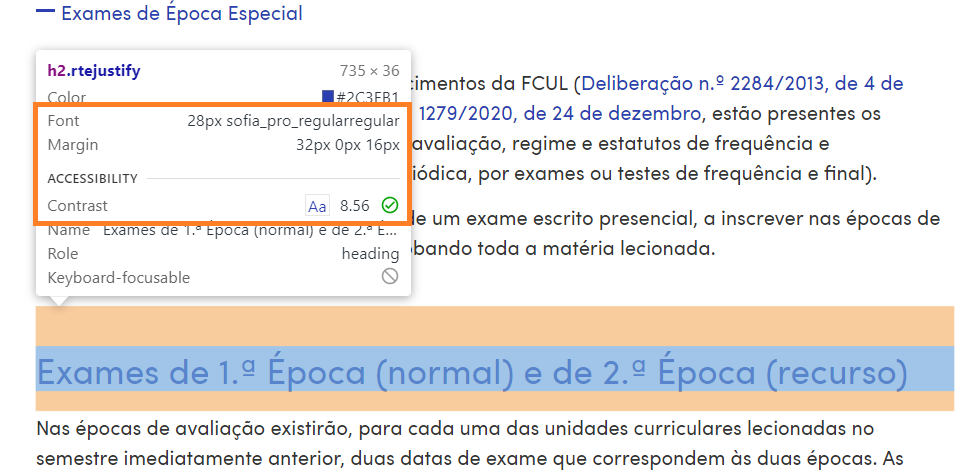 Exames de Época Especial
h2.rtejustify 735 × 36
cimentos da FCUL (Deliberação n.º 2284/2013, de 4 de
Color #2C3FB1
Font 28px sofia_pro_regularregular
1279/2020, de 24 de dezembro, estão presentes os
Margin 32px 0px 16px
avaliação, regime e estatutos de frequência e
ACCESSIBILITY
iódica, por exames ou testes de frequência e final).
Contrast Aa 8.56
de um exame escrito presencial, a inscrever nas épocas de
Name Exames de 1.ª Época (normal) e de 2.ª É...
Role heading
obando toda a matéria lecionada.
Keyboard-focusable
Exames de 1.ª Época (normal) e de 2.ª Época (recurso)
Nas épocas de avaliação existirão, para cada uma das unidades curriculares lecionadas no
semestre imediatamente anterior, duas datas de exame que correspondem às duas épocas. As